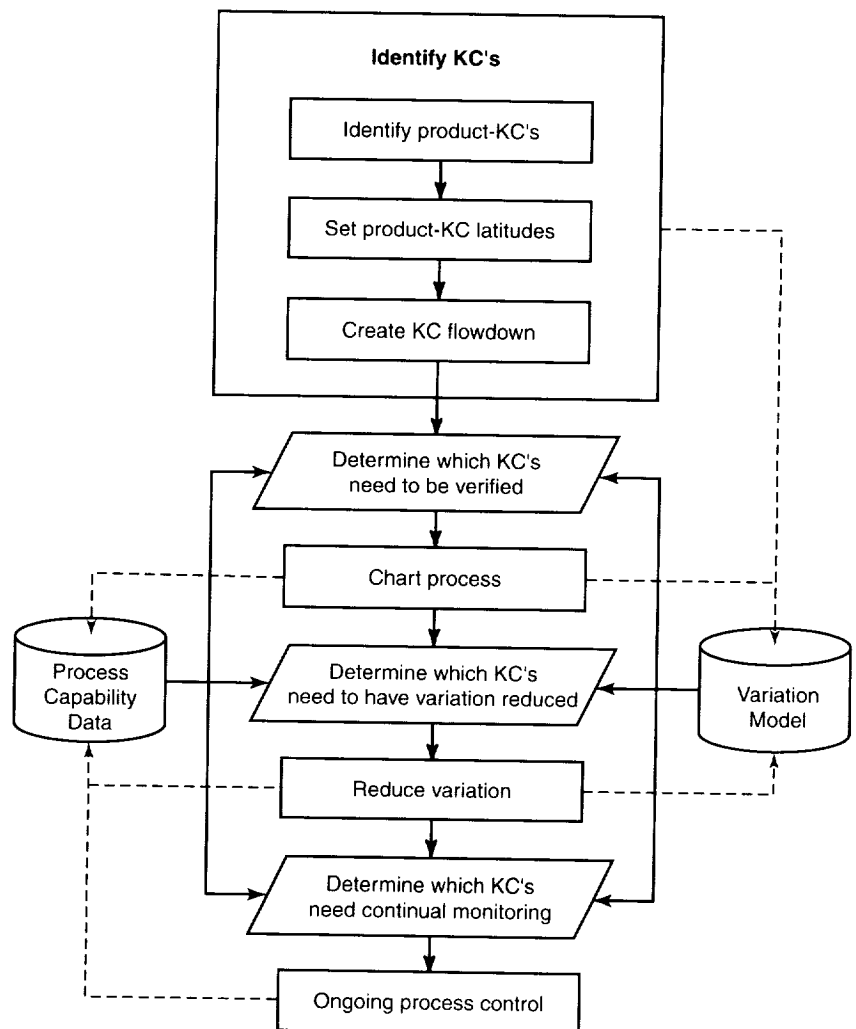 Identify KC's
Identify product-KC's
Set product-KC latitudes
Create KC flowdown
Determine which KC's
need to be verified
Chart process
Process
Capability
Data
Determine which KC's
need to have variation reduced
Variation
Model
Reduce variation
Determine which KC's
need continual monitoring
Ongoing process control